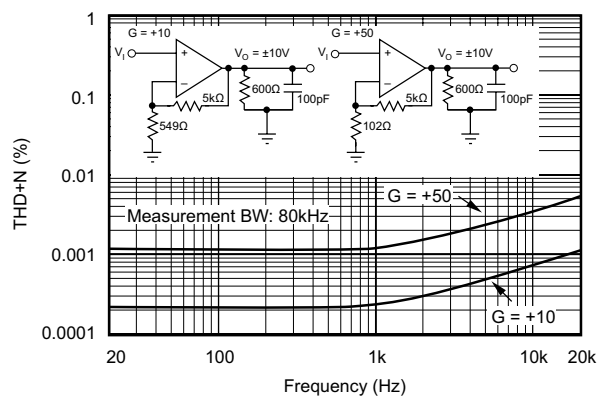 1
0.1
0.01
0.001
0.0001
THD+N (%)
G = +10
VI
+
–
VO = ±10V
5kΩ
600Ω
100pF
549Ω
G = +50
VI
+
–
VO = ±10V
5kΩ
600Ω
100pF
102Ω
Measurement BW: 80kHz
G = +50
G = +10
20
100
1k
10k
20k
Frequency (Hz)